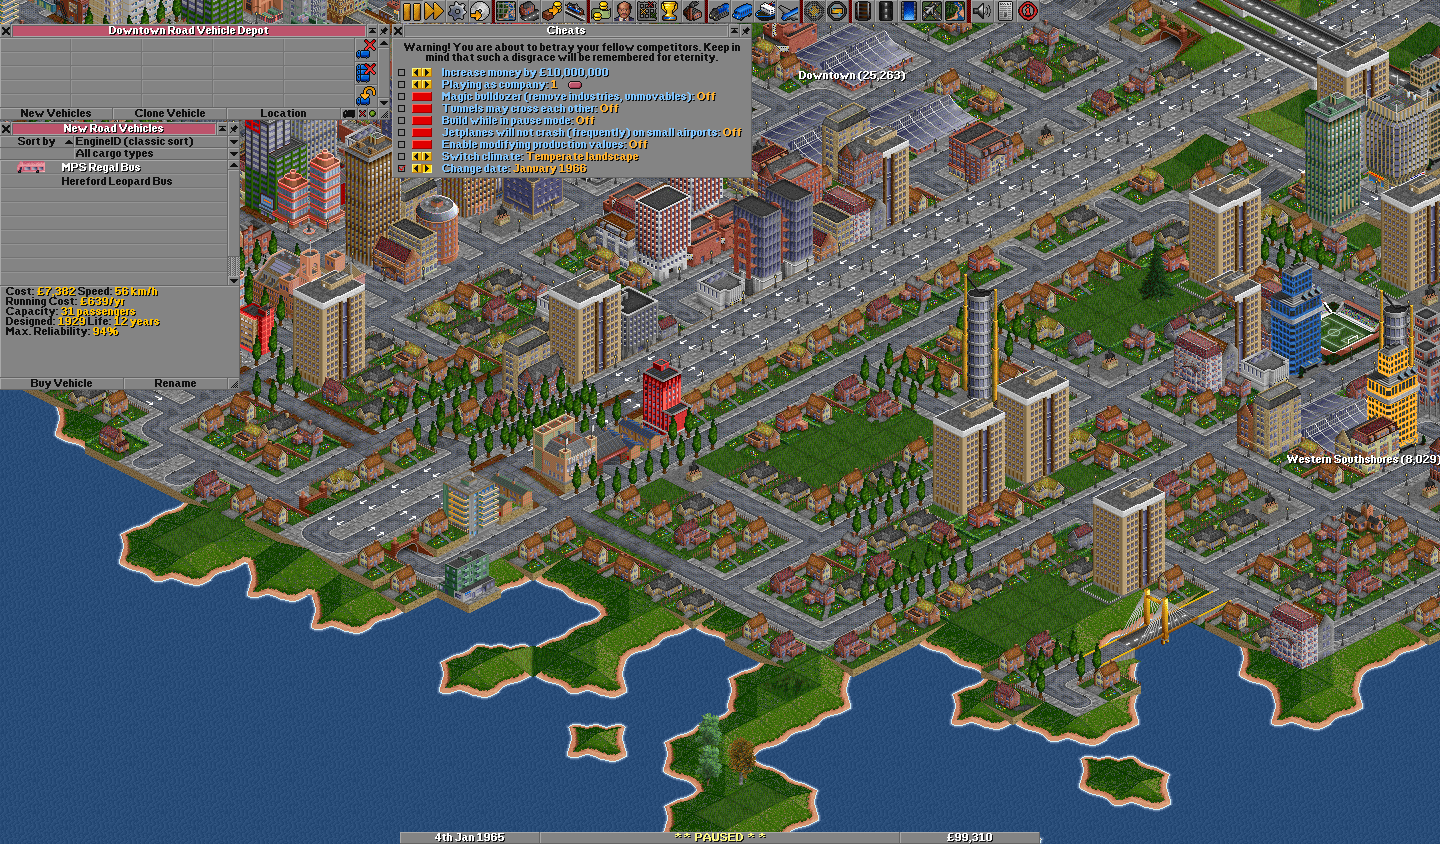 Downtown Road Vehicle Depot
New Vehicles
Clone Vehicle
Location
New Road Vehicles
Sort by
EngineID (classic sort)
All cargo types
MPS Regal Bus
Hereford Leopard Bus
Cost: £7,382 Speed: 56 km/h
Running Cost: £639/yr
Capacity: 31 passengers
Designed: 1929 Life: 12 years
Max. Reliability: 94%
Buy Vehicle
Rename
Cheats
Warning! You are about to betray your fellow competitors. Keep in
mind that such a disgrace will be remembered for eternity.
Increase money by £10,000,000
Playing as company: 1
Magic bulldozer (remove industries, unmovables): Off
Tunnels may cross each other: Off
Build while in pause mode: Off
Jetplanes will not crash (frequently) on small airports: Off
Enable modifying production values: Off
Switch climate: Temperate landscape
Change date: January 1966
Downtown (25,263)
Western Southshores (8,029)
4th Jan 1965
* * PAUSED * *
£99,310